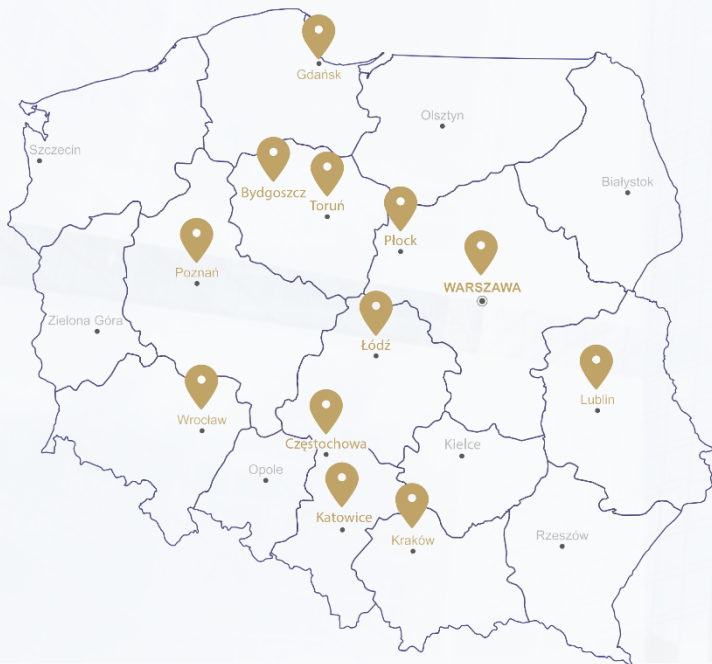 Gdańsk
Olsztyn
Szczecin
Białystok
Bydgoszcz
Toruń
Płock
Poznań
WARSZAWA
Zielona Góra
Łódź
Lublin
Wrocław
Częstochowa
Kielce
Opole
Katowice
Kraków
Rzeszów